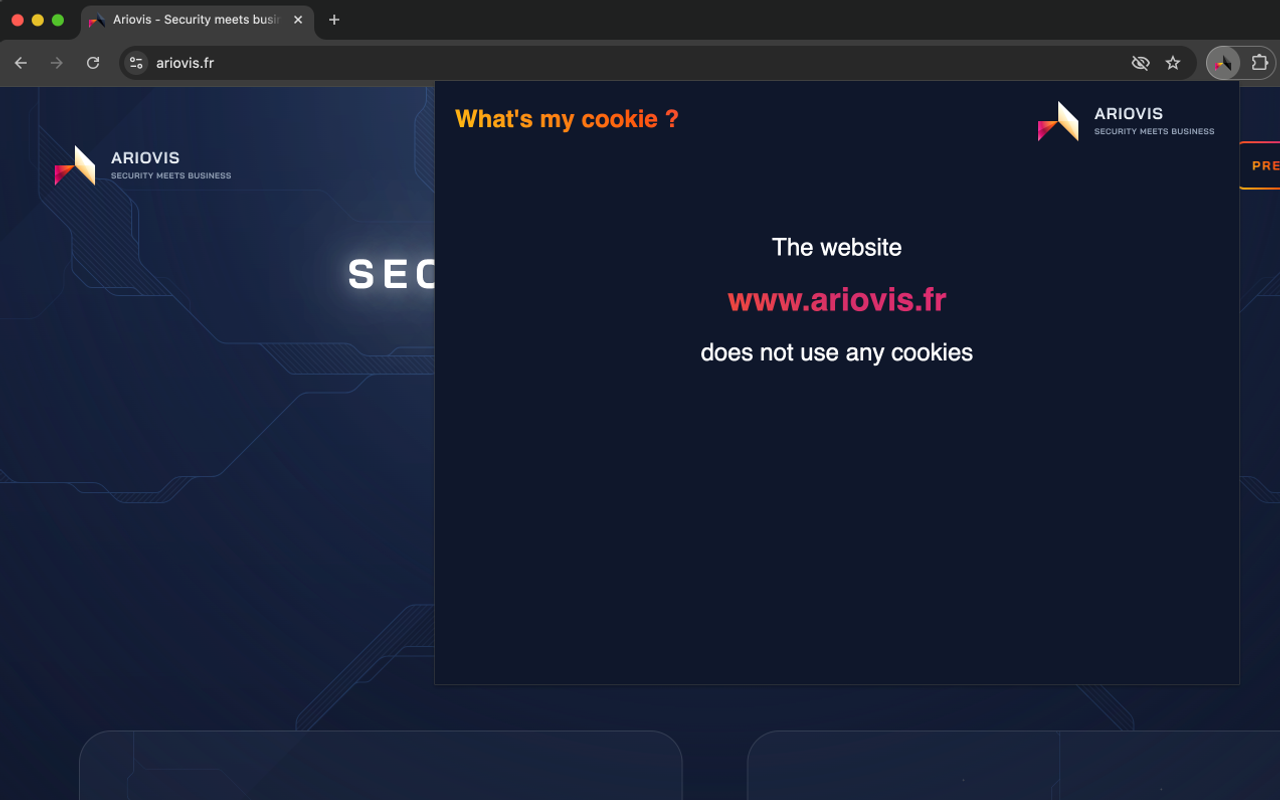 Ariovis - Security meets busin
ariovis.fr
What's my cookie ?
ARIOVIS
SECURITY MEETS BUSINESS
ARIOVIS
SECURITY MEETS BUSINESS
PRE
SEC
The website
www.ariovis.fr
does not use any cookies